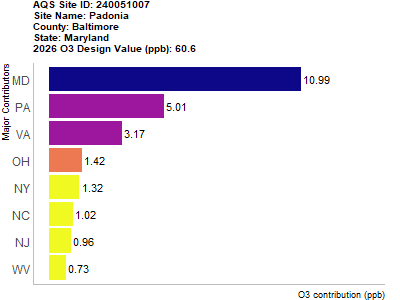 AQS Site ID: 240051007
Site Name: Padonia
County: Baltimore
State: Maryland
2026 O3 Design Value (ppb): 60.6
Major Contributors
MD 10.99
PA 5.01
VA 3.17
OH 1.42
NY 1.32
NC 1.02
NJ 0.96
WV 0.73
O3 contribution (ppb)